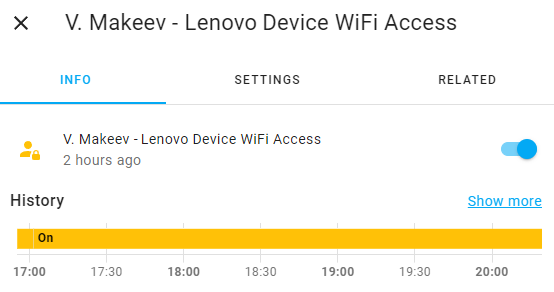 V. Makeev - Lenovo Device WiFi Access
INFO SETTINGS RELATED
V. Makeev - Lenovo Device WiFi Access
2 hours ago
History Show more
On
17:00 17:30 18:00 18:30 19:00 19:30 20:00